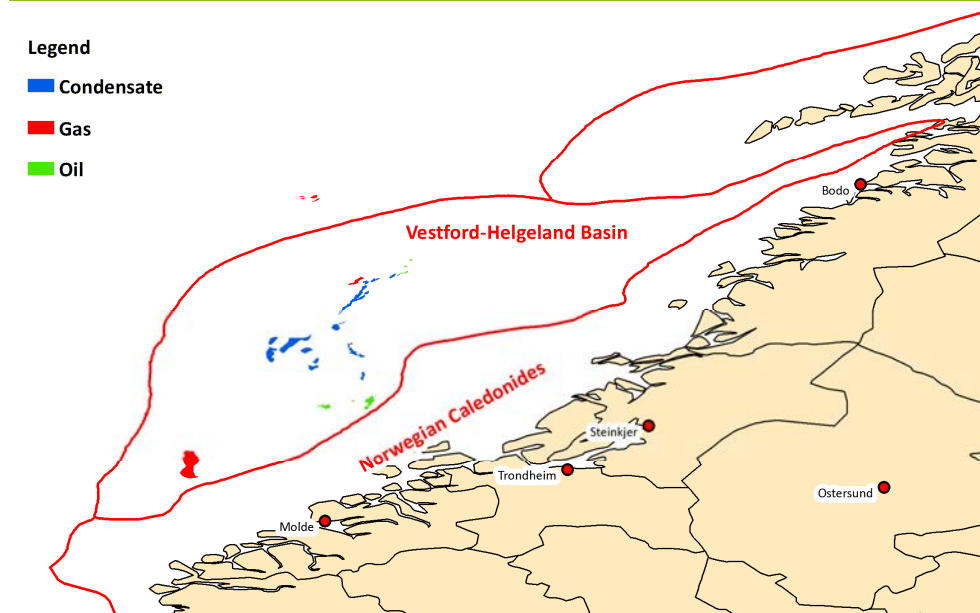 Legend
Condensate
Gas
Oil
Bodo
Vestford-Helgeland Basin
Norwegian Caledonides
Steinkjer
Trondheim
Ostersund
Molde